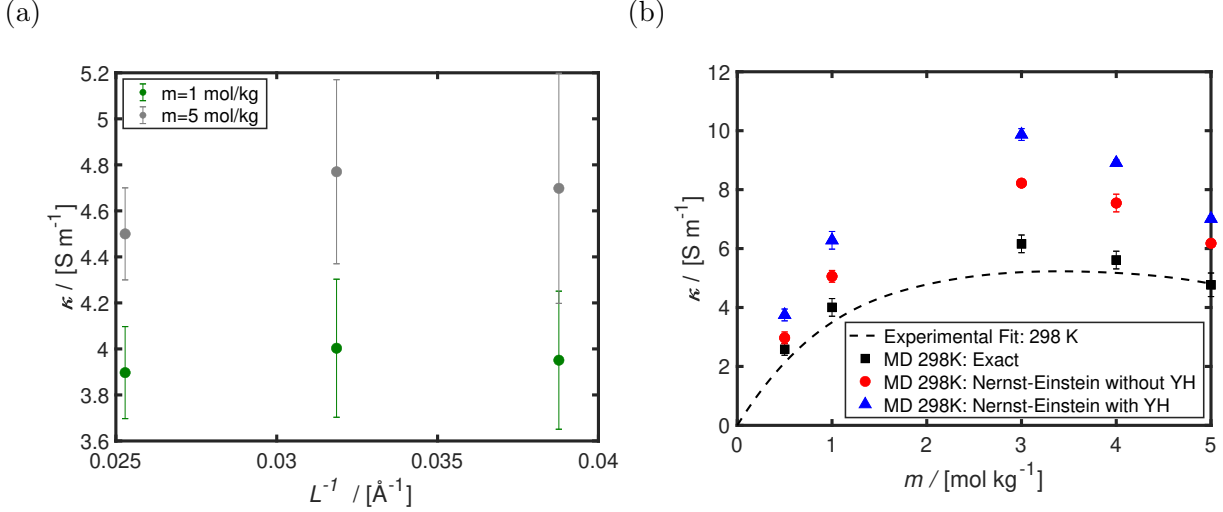 (a)
5.2
5
4.8
4.6
4.4
4.2
4
3.8
3.6
κ / [S m⁻¹]
m=1 mol/kg
m=5 mol/kg
0.025
0.03
0.035
0.04
L⁻¹ / [Å⁻¹]
(b)
12
10
8
6
4
2
0
κ / [S m⁻¹]
Experimental Fit: 298 K
MD 298K: Exact
MD 298K: Nernst-Einstein without YH
MD 298K: Nernst-Einstein with YH
0
1
2
3
4
5
m / [mol kg⁻¹]